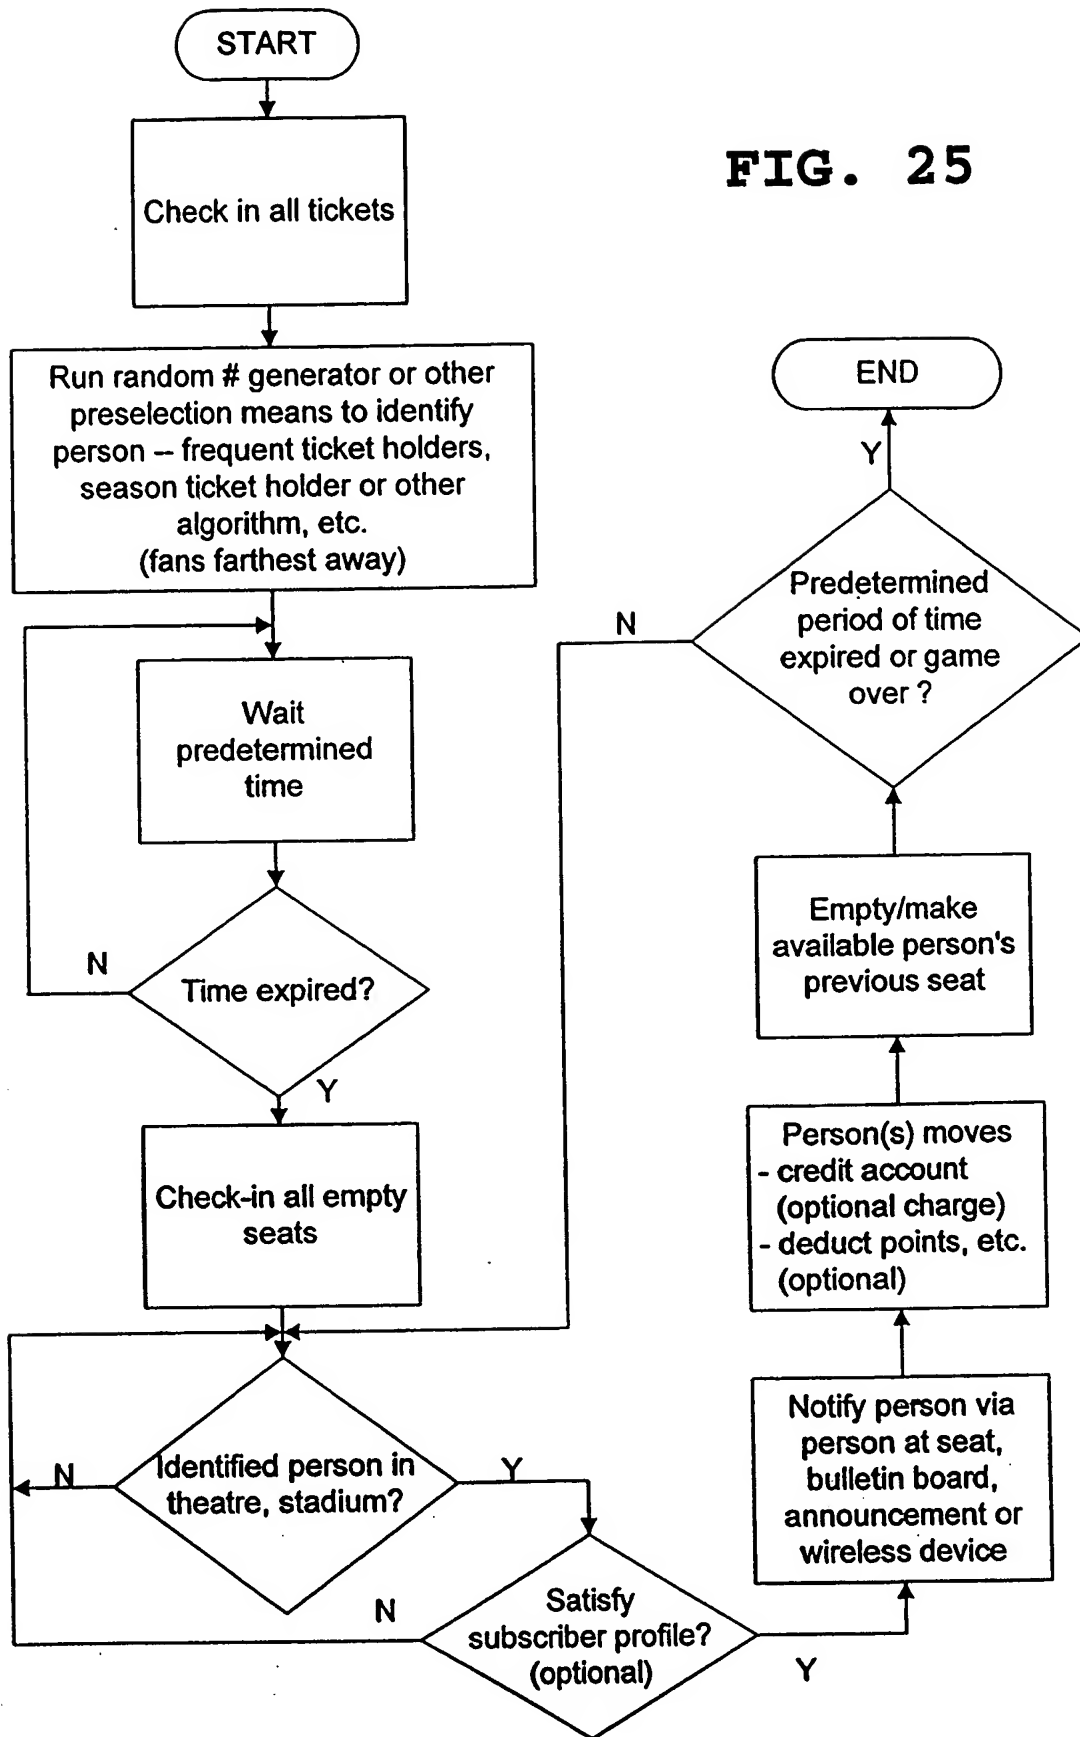 START
FIG. 25
Check in all tickets
Run random # generator or other
preselection means to identify
person – frequent ticket holders,
season ticket holder or other
algorithm, etc.
(fans farthest away)
Wait
predetermined
time
N
Time expired?
Y
Check-in all empty
seats
N
Identified person in
theatre, stadium?
Y
N
Satisfy
subscriber profile?
(optional)
Y
Notify person via
person at seat,
bulletin board,
announcement or
wireless device
Person(s) moves
- credit account
(optional charge)
- deduct points, etc.
(optional)
Empty/make
available person's
previous seat
Predetermined
period of time
expired or game
over ?
N
Y
END